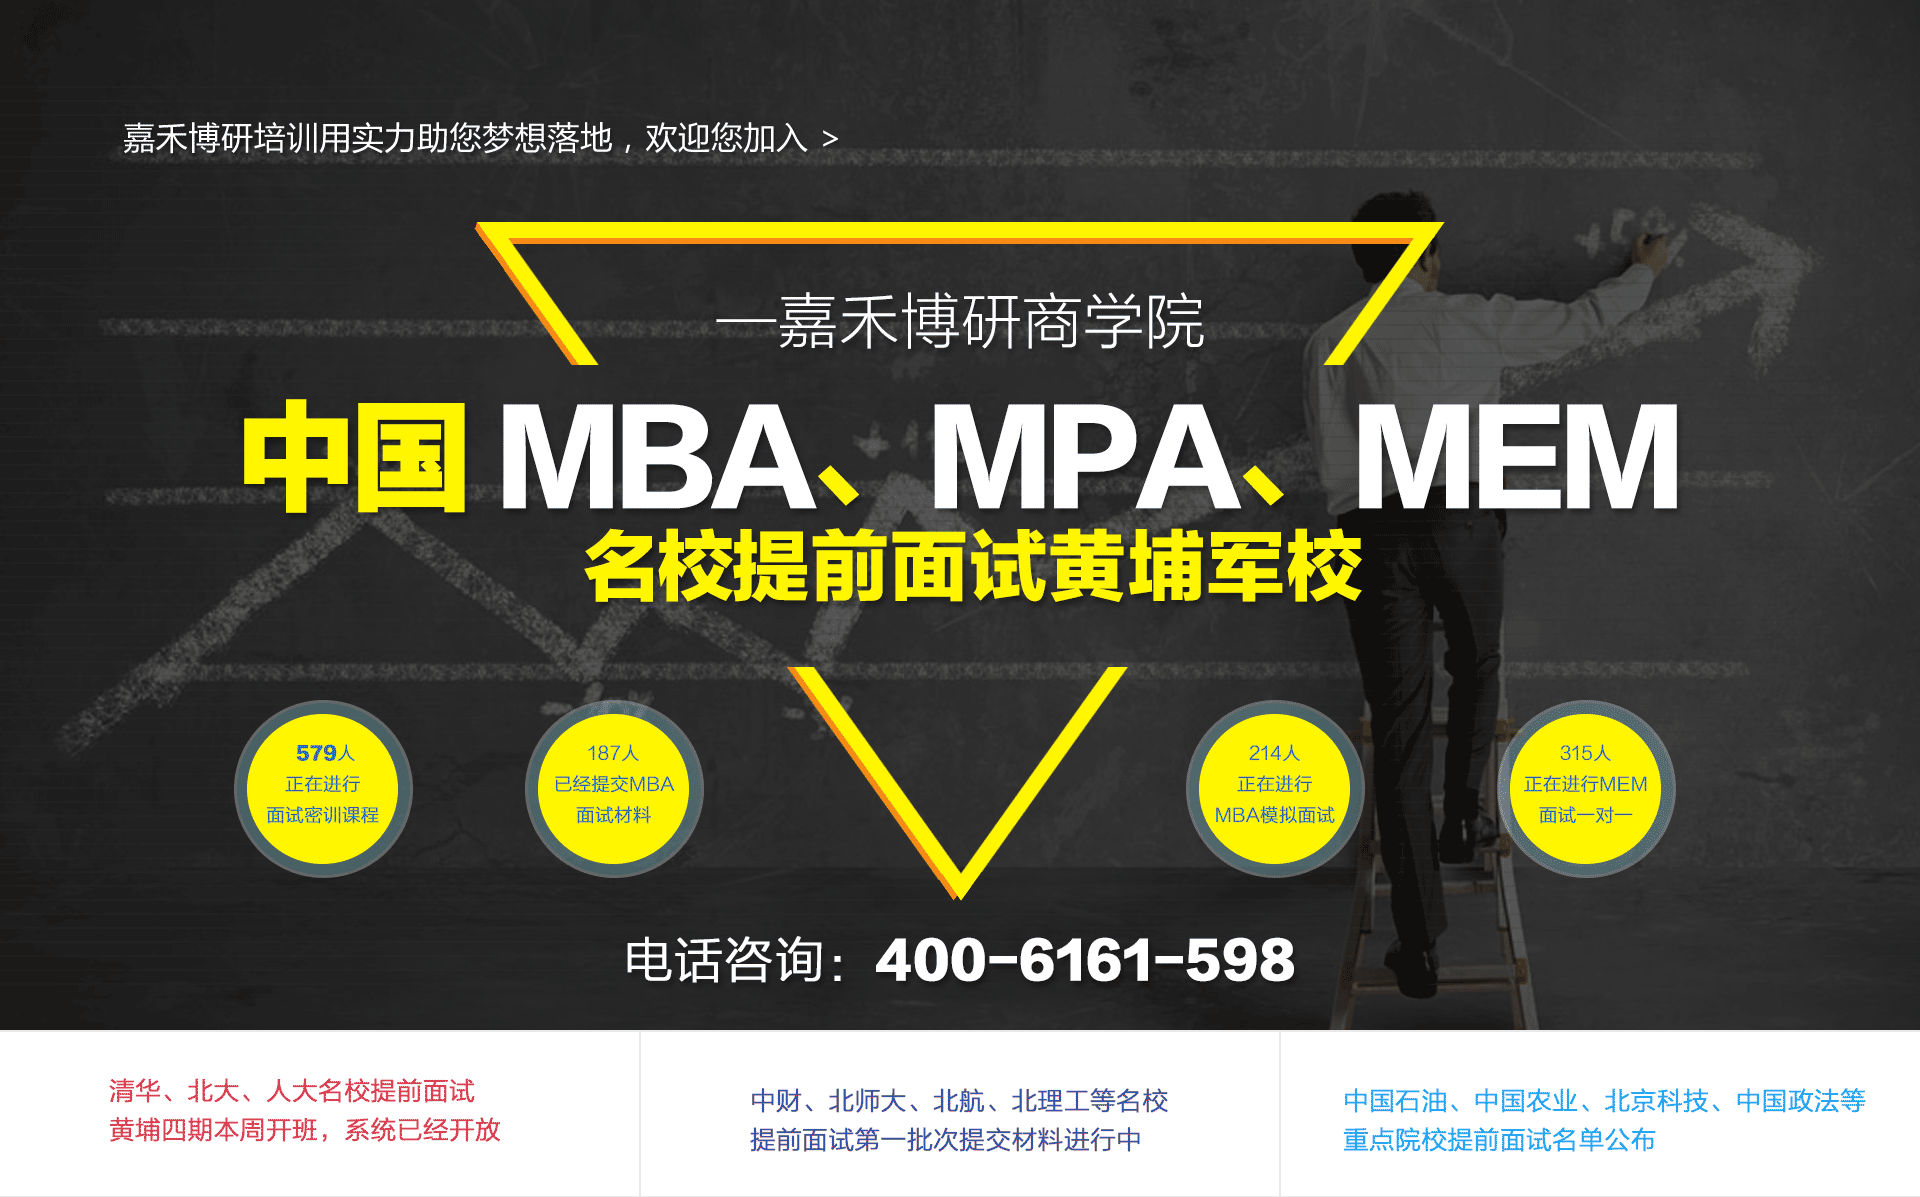 嘉禾博研培训用实力助您梦想落地，欢迎您加入 >
—嘉禾博研商学院
中国 MBA、MPA、MEM
名校提前面试黄埔军校
579人
正在进行
面试密训课程
187人
已经提交MBA
面试材料
214人
正在进行
MBA模拟面试
315人
正在进行MEM
面试一对一
电话咨询：400-6161-598
清华、北大、人大名校提前面试
黄埔四期本周开班，系统已经开放
中财、北师大、北航、北理工等名校
提前面试第一批次提交材料进行中
中国石油、中国农业、北京科技、中国政法等
重点院校提前面试名单公布